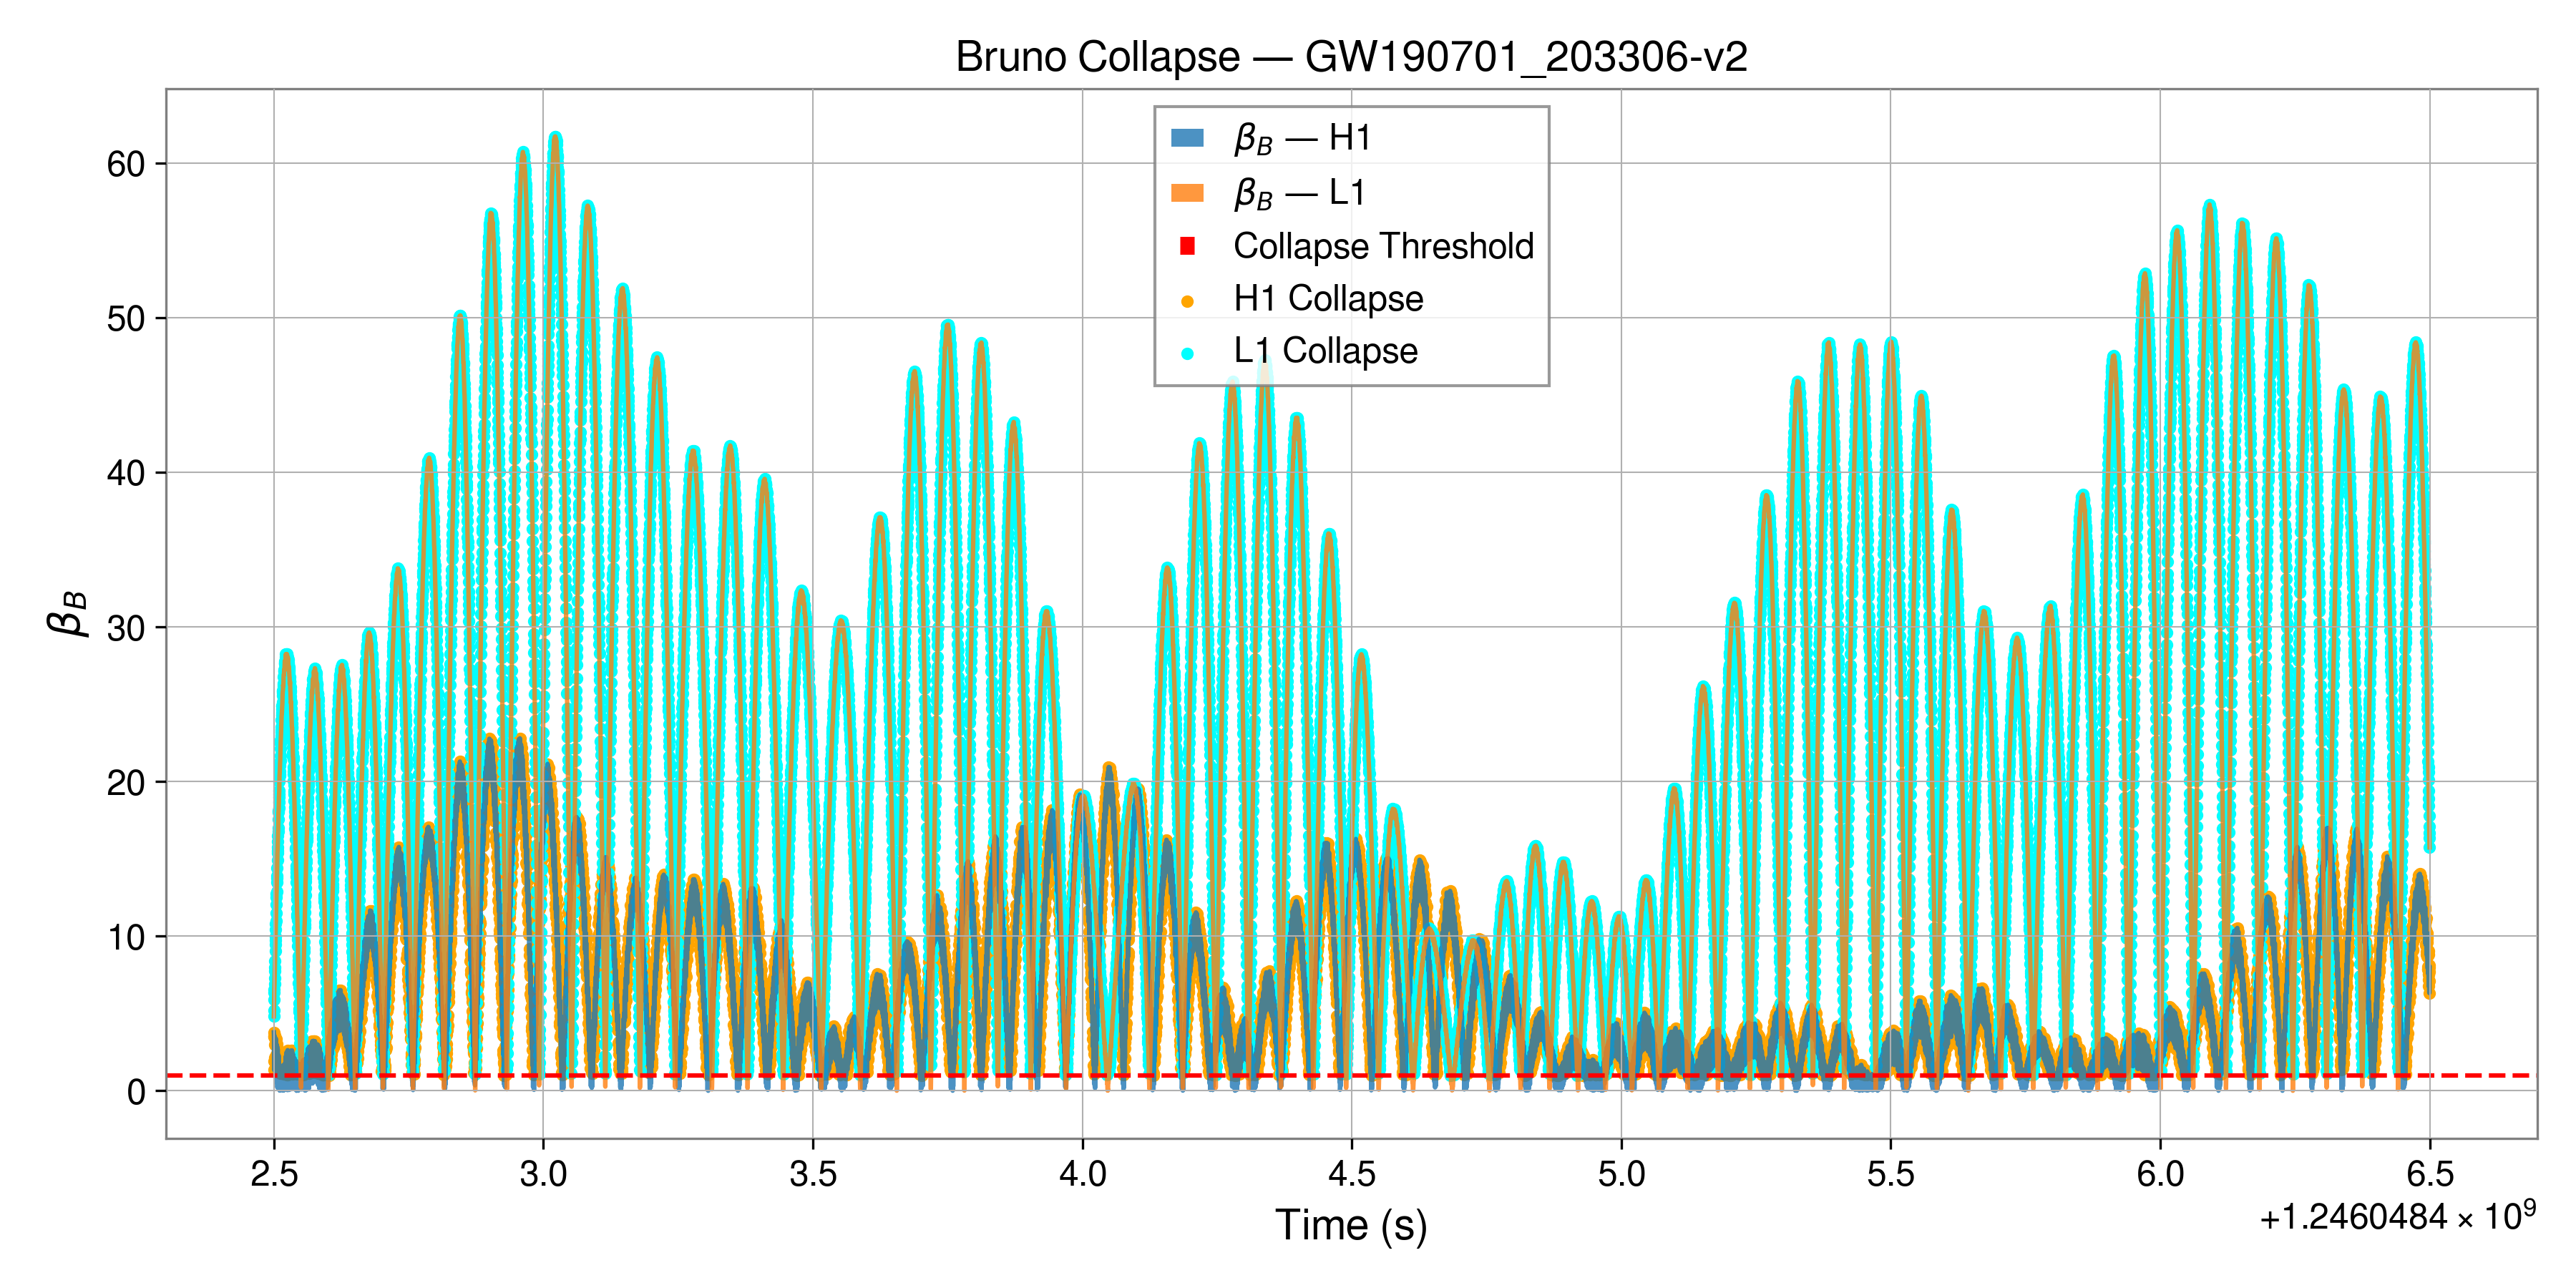 Bruno Collapse — GW190701_203306-v2
β_B — H1
β_B — L1
Collapse Threshold
H1 Collapse
L1 Collapse
60
50
40
30
20
10
0
β_B
2.5 3.0 3.5 4.0 4.5 5.0 5.5 6.0 6.5
+1.2460484 × 10⁹
Time (s)